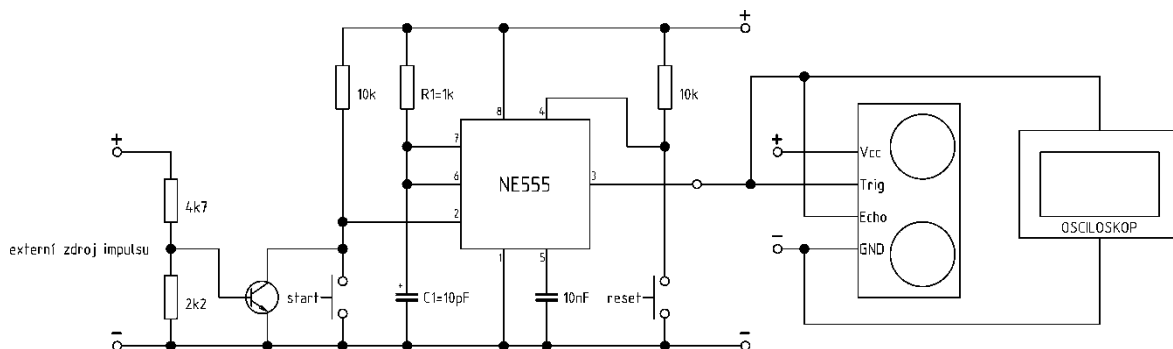 +
10k
R1=1k
8
4
10k
7
6
2
NE555
3
1
5
+
4k7
externí zdroj impulsu
2k2
start
+
C1=10pF
10nF
reset
−
−
+
Vcc
Trig
Echo
−
GND
OSCILOSKOP